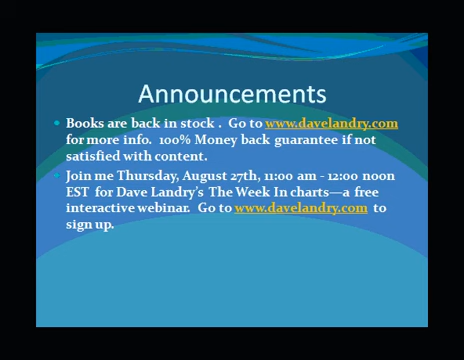 Announcements
Books are back in stock . Go to www.davelandry.com
for more info. 100% Money back guarantee if not
satisfied with content.
Join me Thursday, August 27th, 11:00 am - 12:00 noon
EST for Dave Landry's The Week In charts—a free
interactive webinar. Go to www.davelandry.com to
sign up.